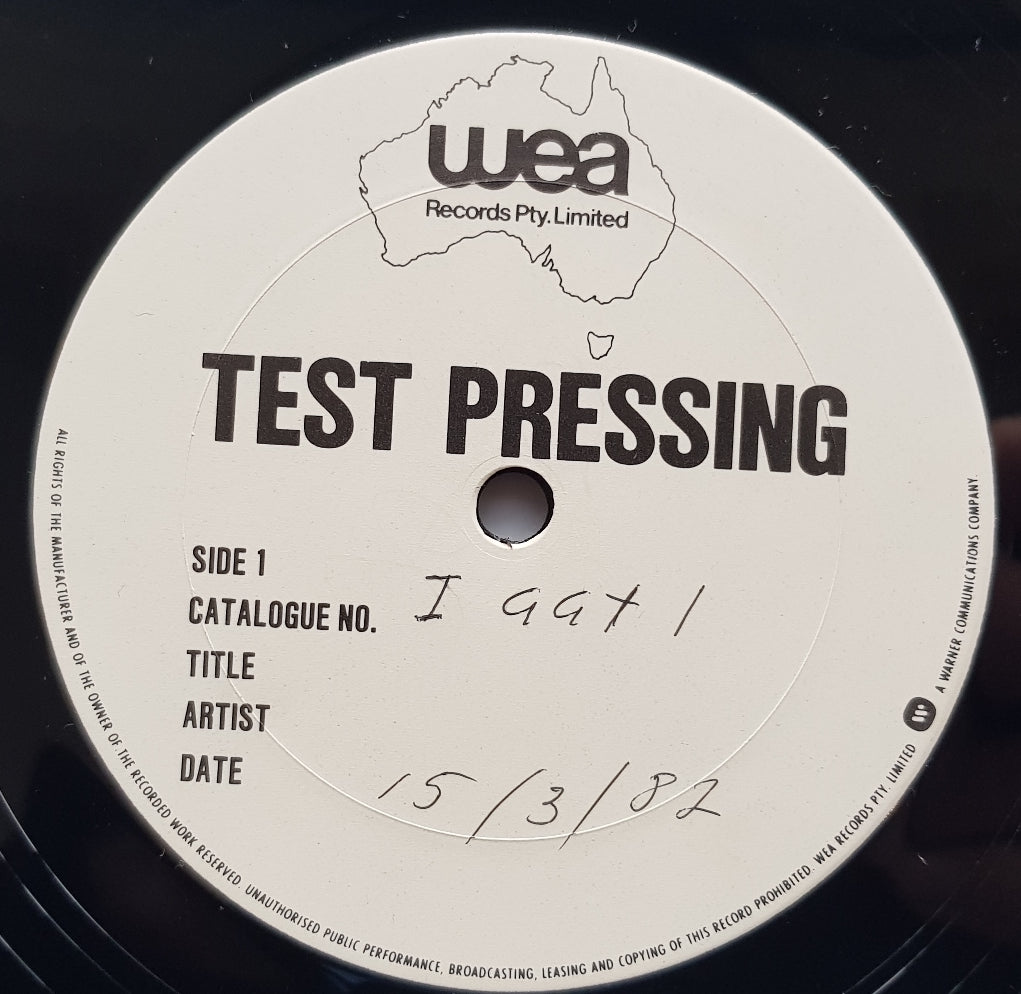 wea
Records Pty. Limited
TEST PRESSING
SIDE 1
CATALOGUE NO.
TITLE
ARTIST
DATE 15/3/82
ALL RIGHTS OF THE MANUFACTURER AND OF THE OWNER OF THE RECORDED WORK RESERVED. UNAUTHORISED PUBLIC PERFORMANCE, BROADCASTING, LEASING AND COPYING OF THIS RECORD PROHIBITED. WEA RECORDS PTY. LIMITED A WARNER COMMUNICATIONS COMPANY.